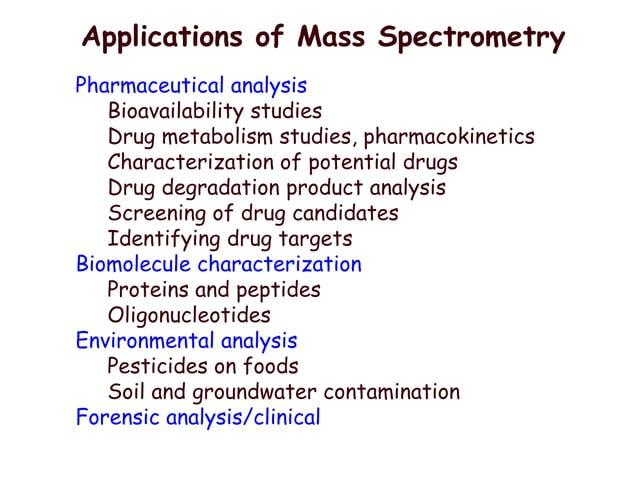 Applications of Mass Spectrometry
Pharmaceutical analysis
Bioavailability studies
Drug metabolism studies, pharmacokinetics
Characterization of potential drugs
Drug degradation product analysis
Screening of drug candidates
Identifying drug targets
Biomolecule characterization
Proteins and peptides
Oligonucleotides
Environmental analysis
Pesticides on foods
Soil and groundwater contamination
Forensic analysis/clinical